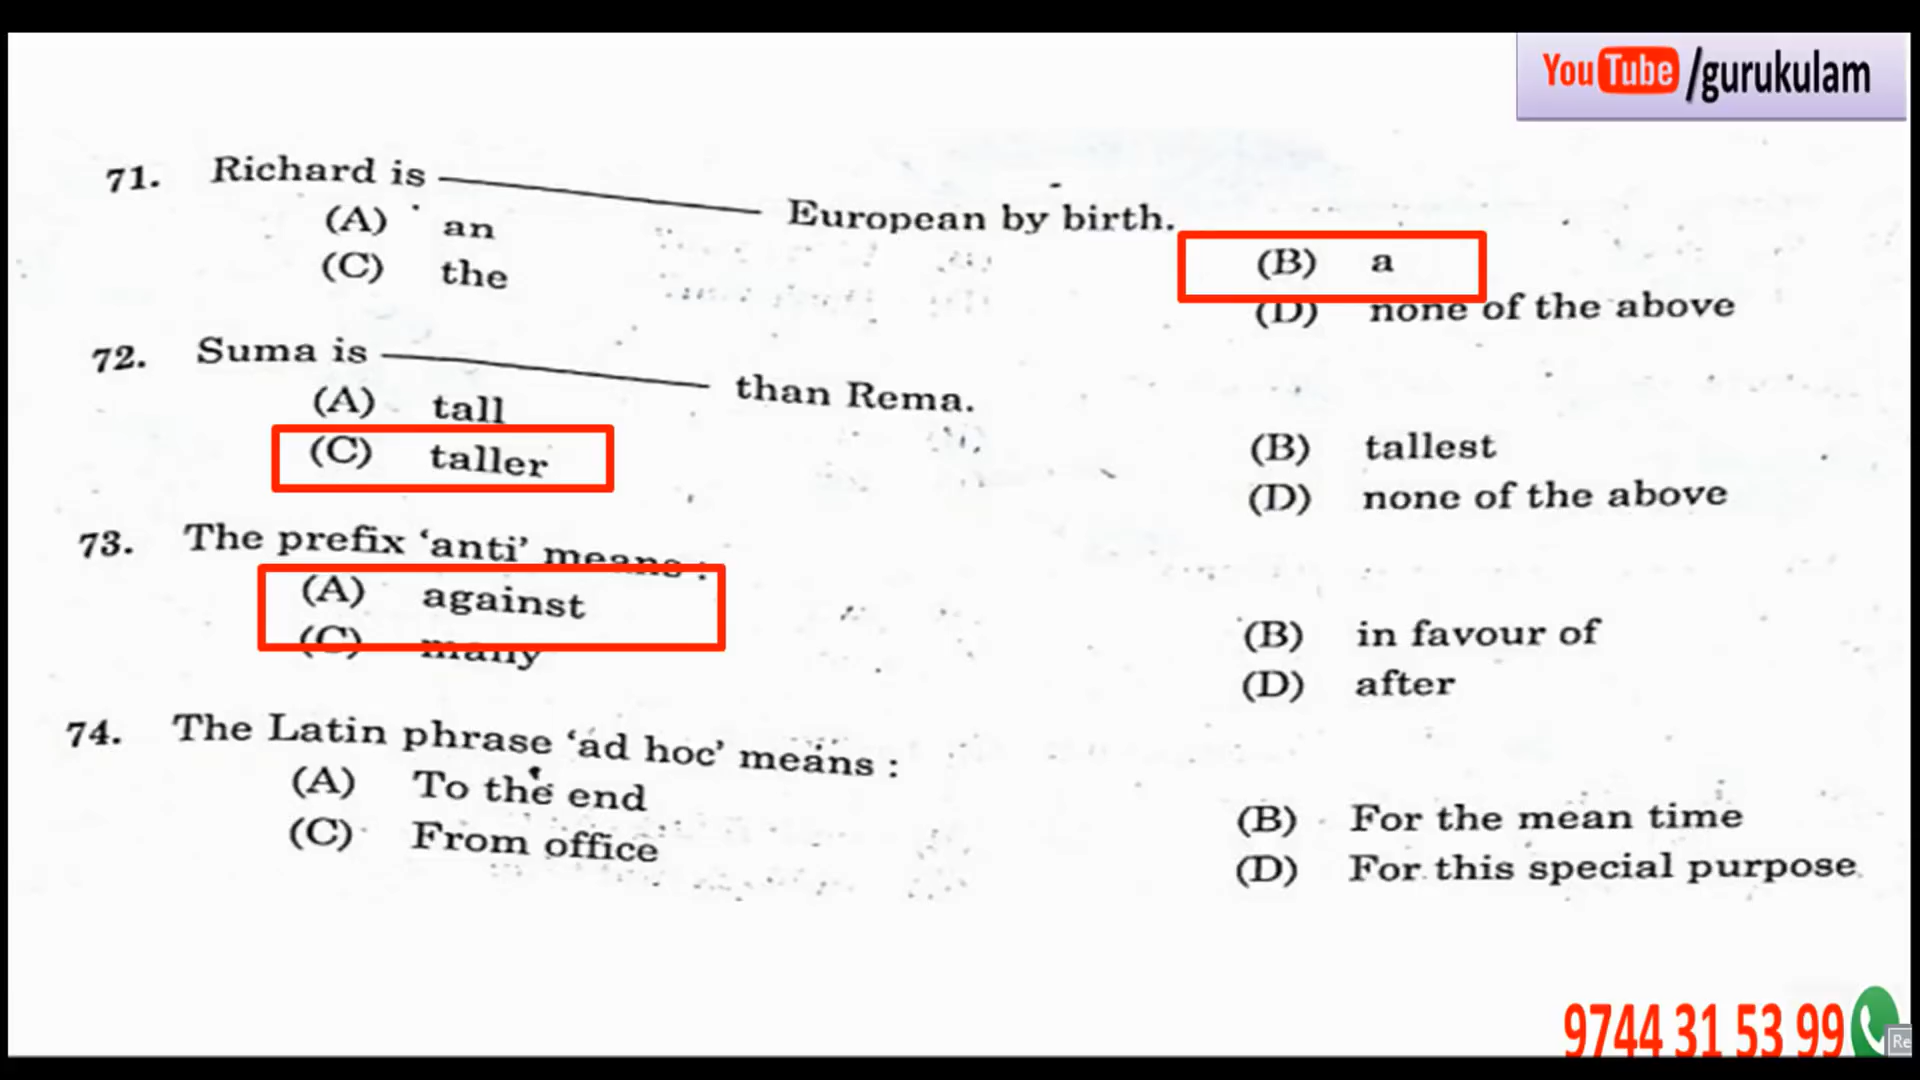 YouTube /gurukulam
71. Richard is ———— European by birth.
(A) an (B) a
(C) the (D) none of the above
72. Suma is ———— than Rema.
(A) tall (B) tallest
(C) taller (D) none of the above
73. The prefix ‘anti’ means :
(A) against (B) in favour of
(C) many (D) after
74. The Latin phrase ‘ad hoc’ means :
(A) To the end (B) For the mean time
(C) From office (D) For this special purpose
9744 31 53 99
Re